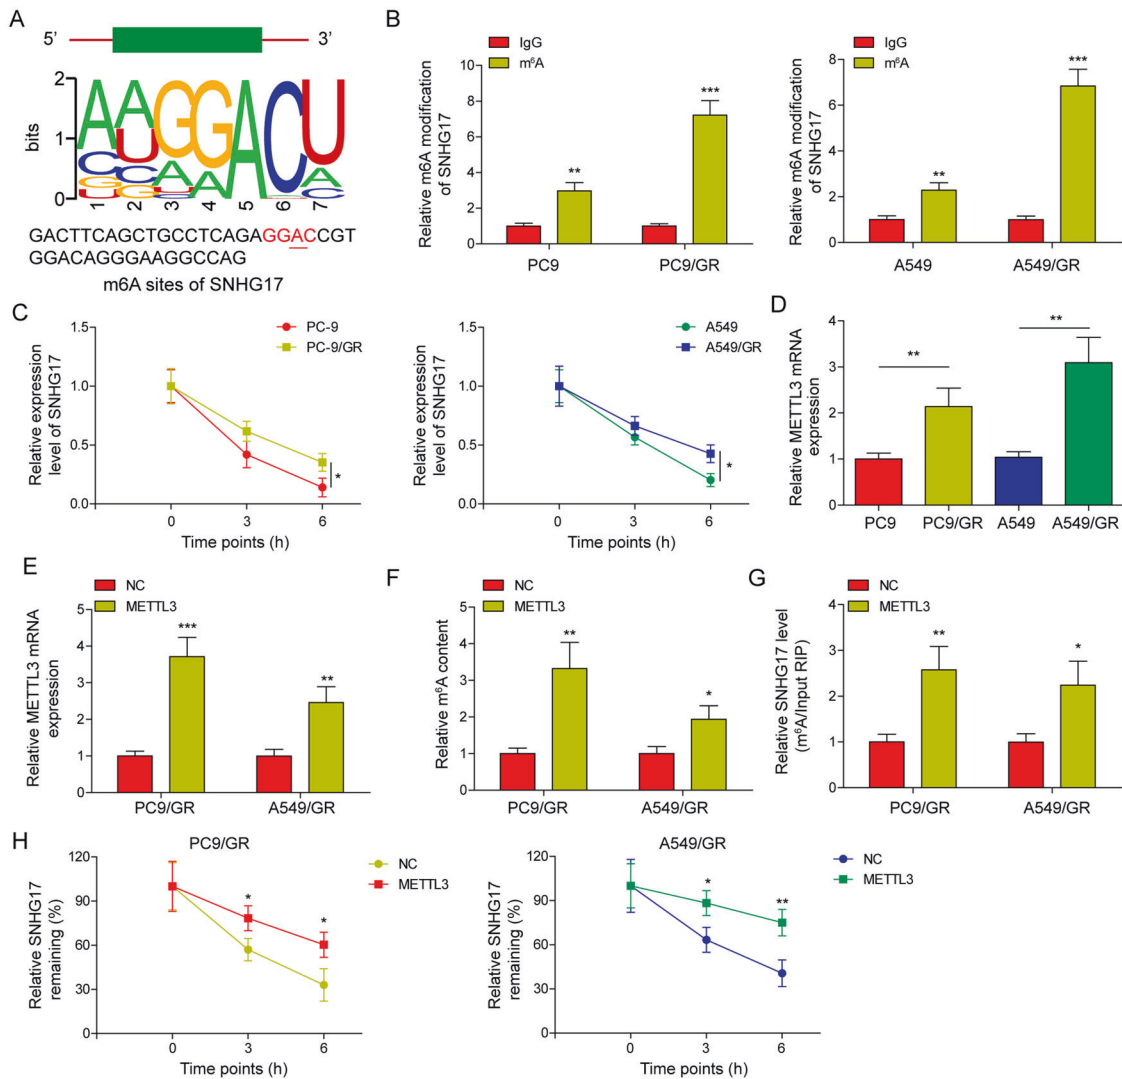 A
5’
3’
2
1
0
bits
1 2 3 4 5 6 7
GACTTCAGCTGCCTCAGAGGACCGT
GGACAGGGAAGGCCAG
m6A sites of SNHG17
B
IgG
m⁶A
Relative m6A modification
of SNHG17
10
8
6
4
2
0
**
***
PC9
PC9/GR
IgG
m⁶A
Relative m6A modification
of SNHG17
8
6
4
2
0
**
***
A549
A549/GR
C
PC-9
PC-9/GR
Relative expression
level of SNHG17
1.5
1.0
0.5
0.0
*
0 3 6
Time points (h)
A549
A549/GR
Relative expression
level of SNHG17
1.5
1.0
0.5
0.0
*
0 3 6
Time points (h)
D
Relative METTL3 mRNA
expression
4
3
2
1
0
**
**
PC9 PC9/GR A549 A549/GR
E
NC
METTL3
Relative METTL3 mRNA
expression
5
4
3
2
1
0
***
**
PC9/GR
A549/GR
F
NC
METTL3
Relative m⁶A content
5
4
3
2
1
0
**
*
PC9/GR
A549/GR
G
NC
METTL3
Relative SNHG17 level
(m⁶A/Input RIP)
4
3
2
1
0
**
*
PC9/GR
A549/GR
H
PC9/GR
NC
METTL3
Relative SNHG17
remaining (%)
120
90
60
30
0
*
*
0 3 6
Time points (h)
A549/GR
NC
METTL3
Relative SNHG17
remaining (%)
120
90
60
30
0
*
**
0 3 6
Time points (h)